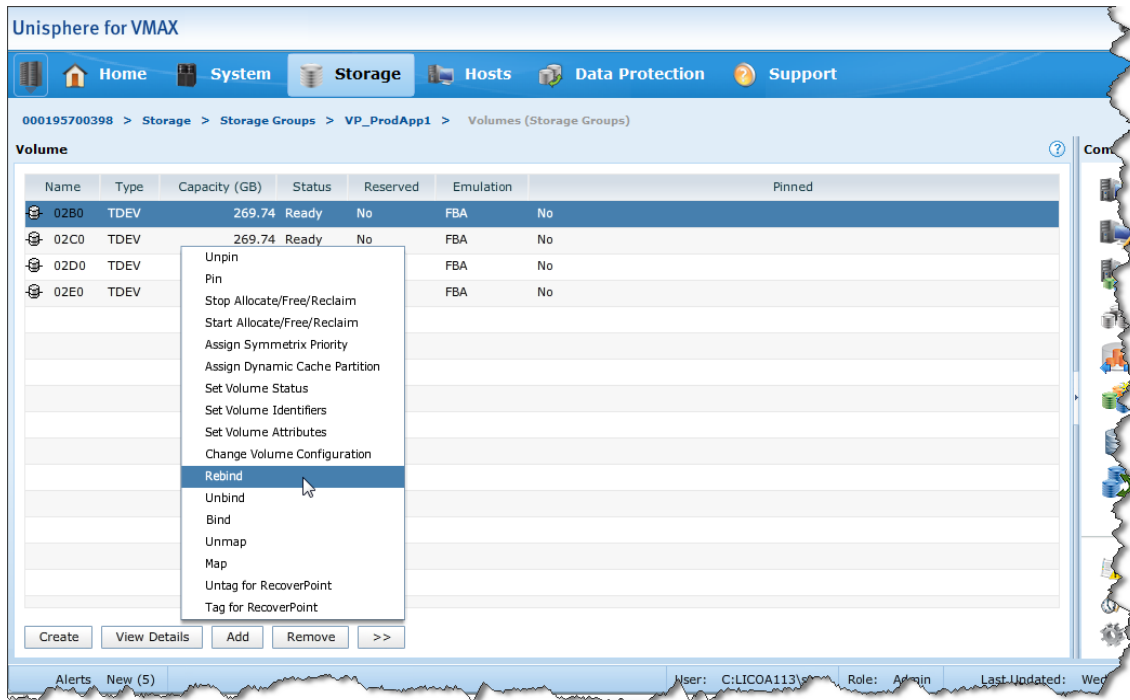 Unisphere for VMAX
Home System Storage Hosts Data Protection Support
000195700398 > Storage > Storage Groups > VP_ProdApp1 > Volumes (Storage Groups)
Volume
Name Type Capacity (GB) Status Reserved Emulation Pinned
02B0 TDEV 269.74 Ready No FBA No
02C0 TDEV 269.74 Ready No FBA No
02D0 TDEV FBA No
02E0 TDEV FBA No
Unpin
Pin
Stop Allocate/Free/Reclaim
Start Allocate/Free/Reclaim
Assign Symmetrix Priority
Assign Dynamic Cache Partition
Set Volume Status
Set Volume Identifiers
Set Volume Attributes
Change Volume Configuration
Rebind
Unbind
Bind
Unmap
Map
Untag for RecoverPoint
Tag for RecoverPoint
Create View Details Add Remove >>
Alerts New (5) User: C:LICOA113\ Role: Admin Last Updated: Wed